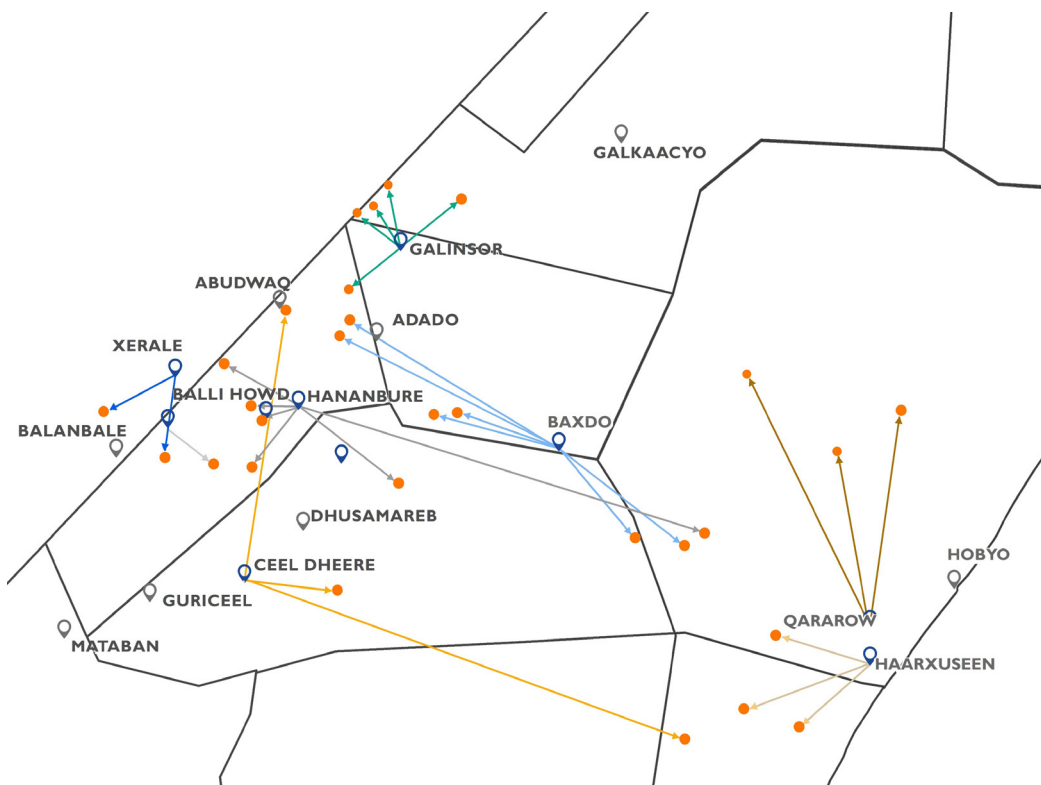 GALKAACYO
GALINSOR
ABUDWAQ
ADADO
XERALE
BALLI HOWD
HANANBURE
BALANBALE
BAXDO
DHUSAMAREB
HOBYO
CEEL DHEERE
GURICEEL
QARAROW
MATABAN
HAARXUSEEN